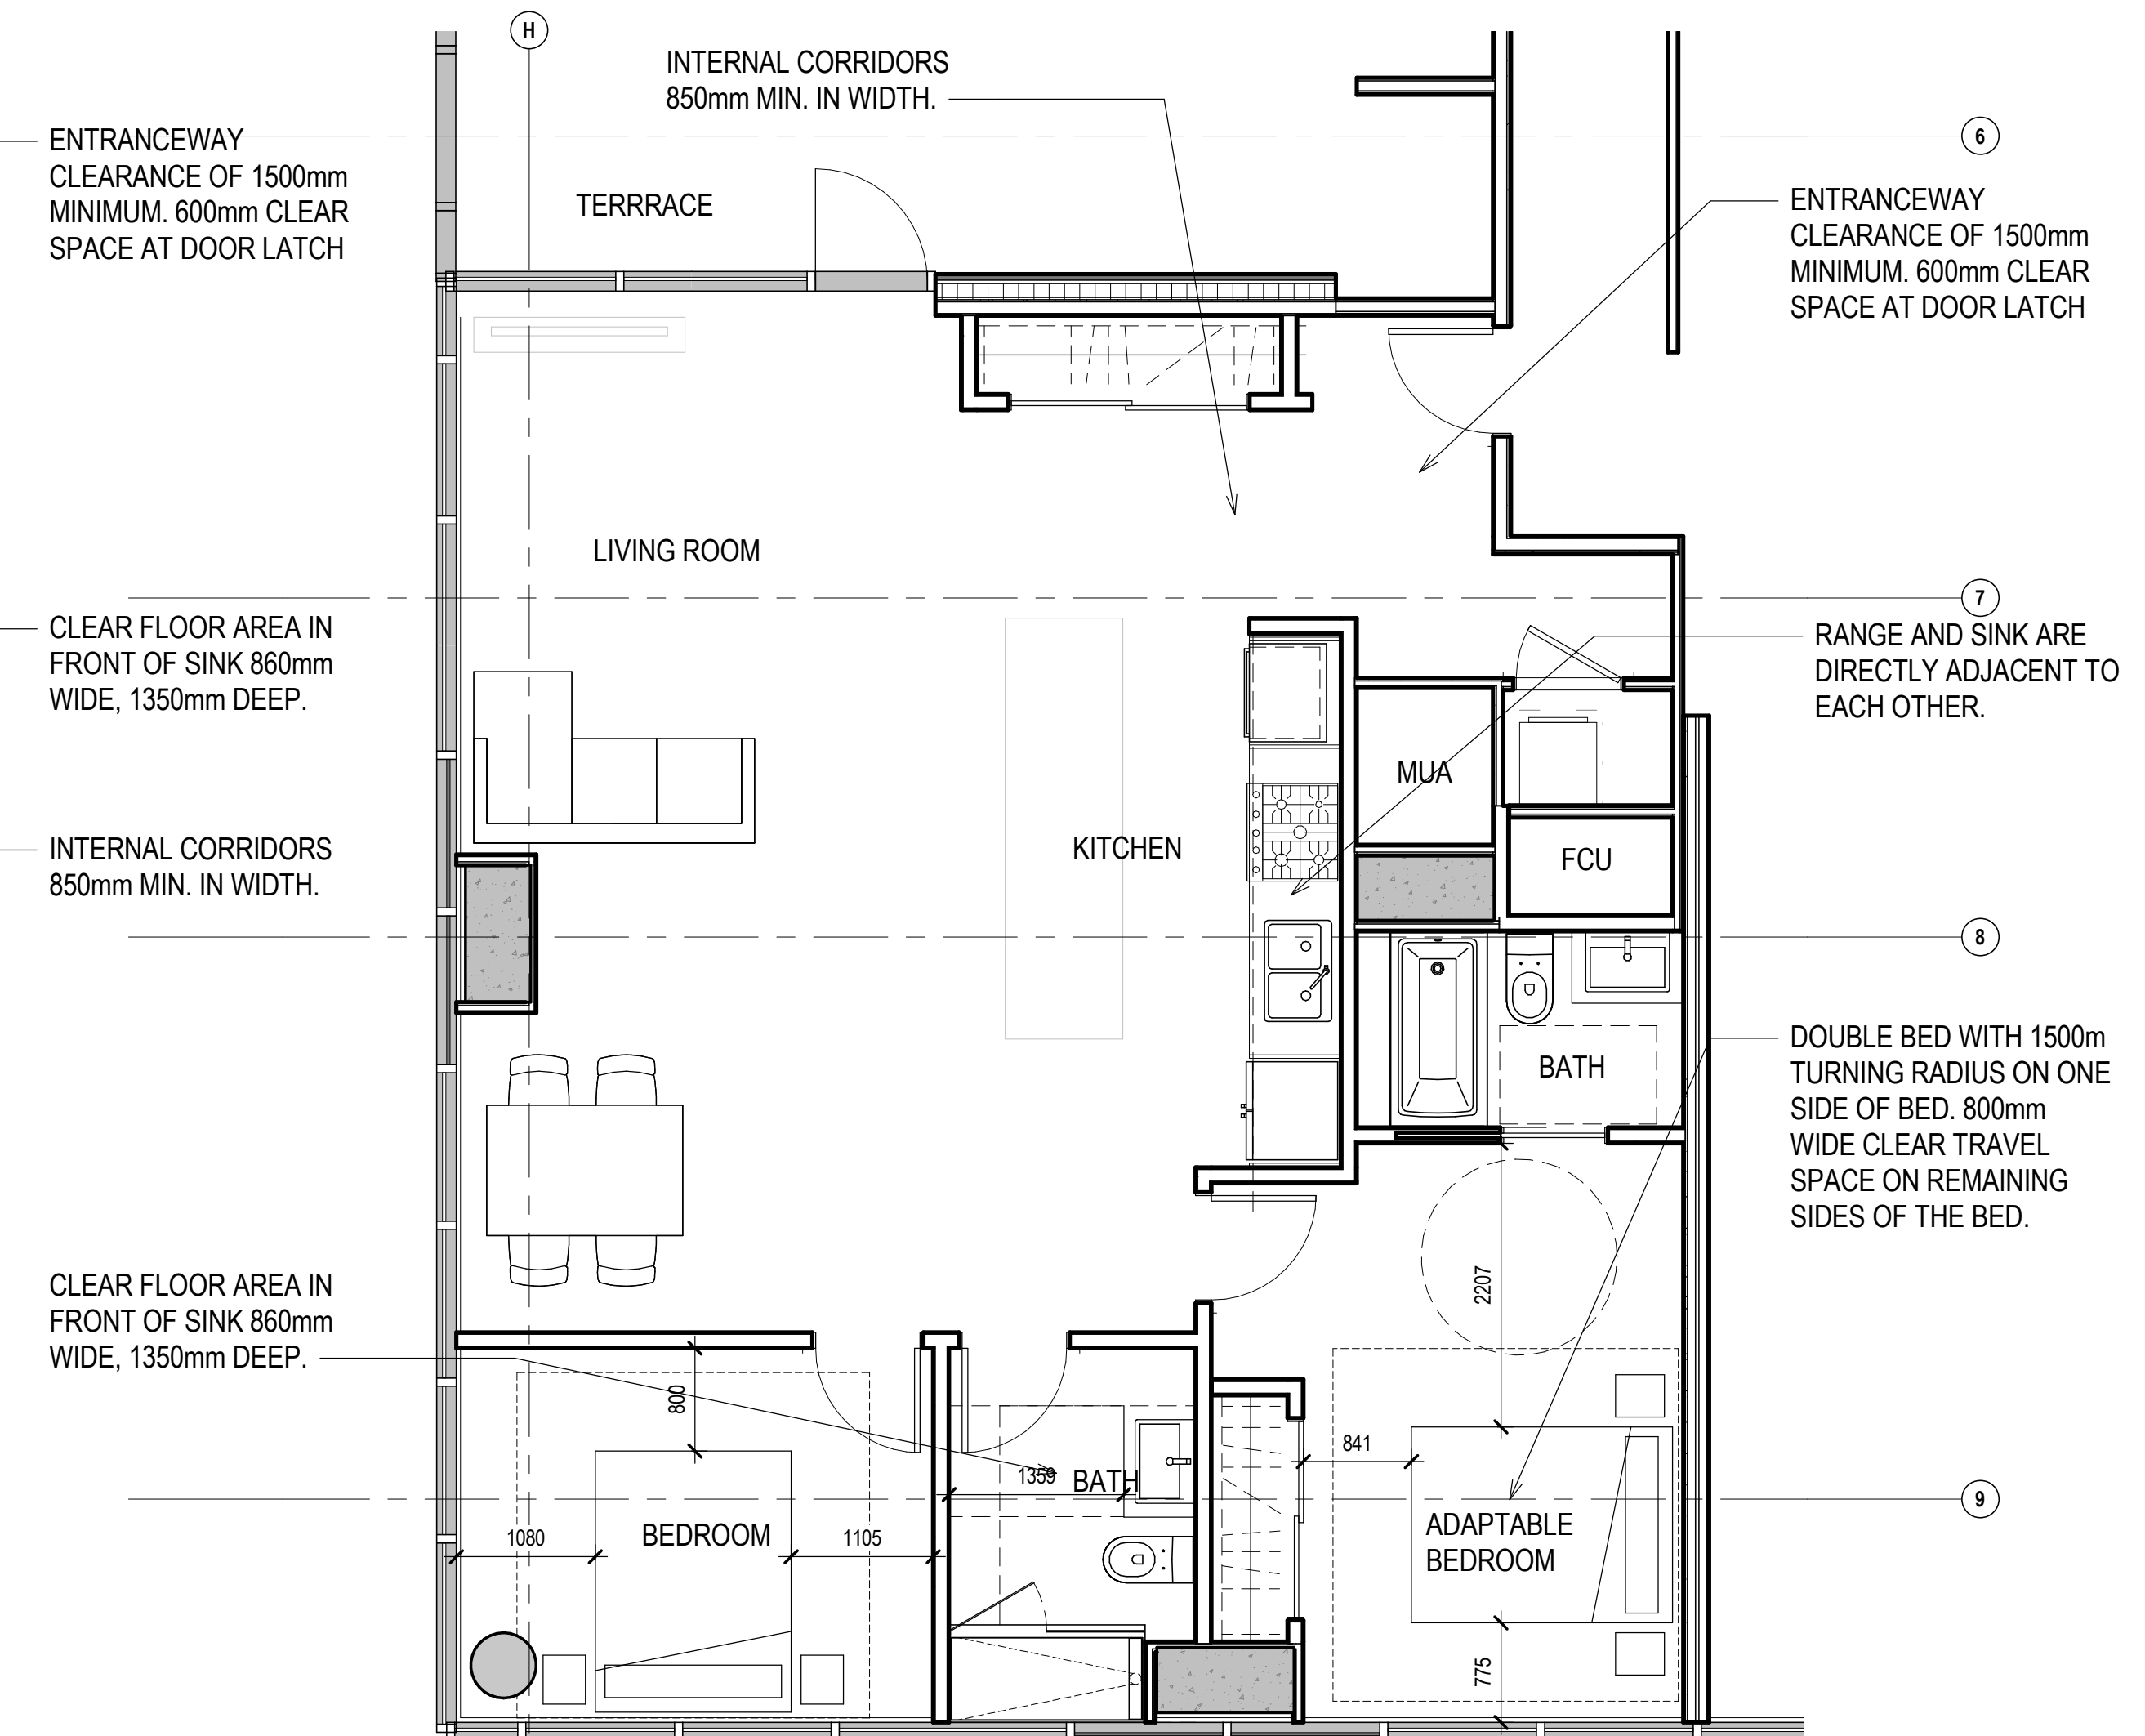 H
INTERNAL CORRIDORS
850mm MIN. IN WIDTH.
6
ENTRANCEWAY
CLEARANCE OF 1500mm
MINIMUM. 600mm CLEAR
SPACE AT DOOR LATCH
TERRRACE
ENTRANCEWAY
CLEARANCE OF 1500mm
MINIMUM. 600mm CLEAR
SPACE AT DOOR LATCH
LIVING ROOM
7
CLEAR FLOOR AREA IN
FRONT OF SINK 860mm
WIDE, 1350mm DEEP.
RANGE AND SINK ARE
DIRECTLY ADJACENT TO
EACH OTHER.
MUA
KITCHEN
FCU
INTERNAL CORRIDORS
850mm MIN. IN WIDTH.
8
BATH
DOUBLE BED WITH 1500m
TURNING RADIUS ON ONE
SIDE OF BED. 800mm
WIDE CLEAR TRAVEL
SPACE ON REMAINING
SIDES OF THE BED.
2207
CLEAR FLOOR AREA IN
FRONT OF SINK 860mm
WIDE, 1350mm DEEP.
800
841
1359
BATH
9
1080
BEDROOM
1105
ADAPTABLE
BEDROOM
775